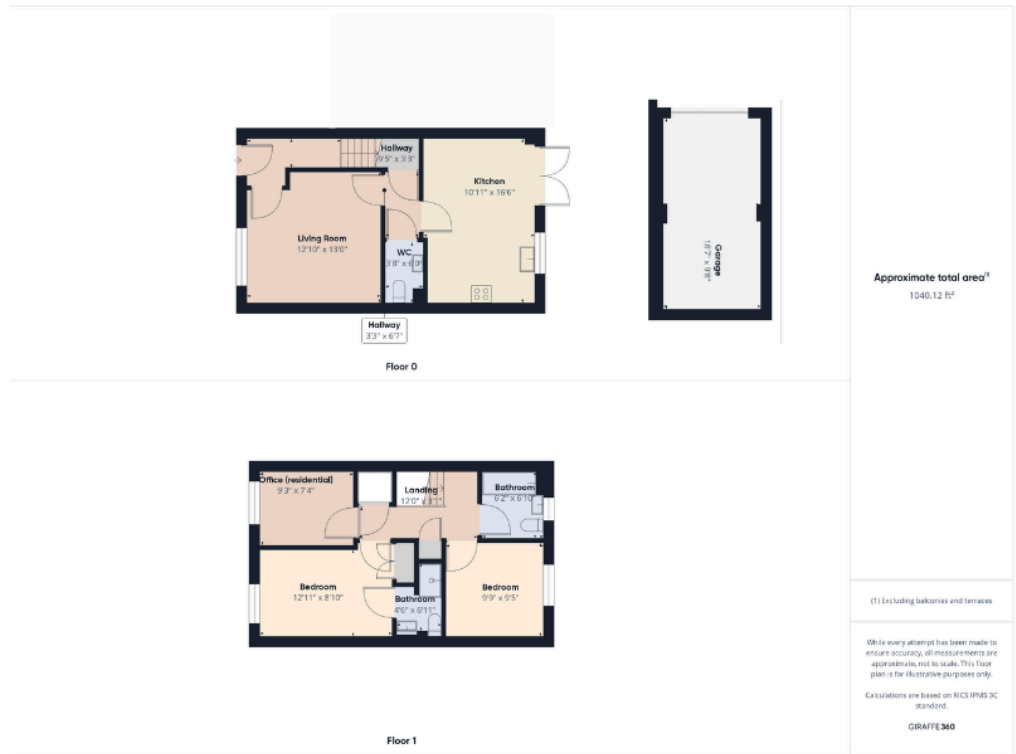 Hallway
9'5" x 3'3"
Kitchen
10'11" x 16'6"
Living Room
12'10" x 13'0"
WC
3'8" x 6'0"
Hallway
3'3" x 6'7"
Garage
18'7" x 9'8"
Floor 0
Approximate total area(1)
1040.12 ft²
Office (residential)
9'3" x 7'4"
Landing
12'0" x
Bathroom
6'2" x 6'10"
Bedroom
12'11" x 8'10"
Bathroom
4'6" x 6'11"
Bedroom
9'9" x 9'5"
Floor 1
(1) Excluding balconies and terraces
While every attempt has been made to
ensure accuracy, all measurements are
approximate, not to scale. This floor
plan is for illustrative purposes only.
Calculations are based on RICS IPMS 3C
standard.
GIRAFFE360